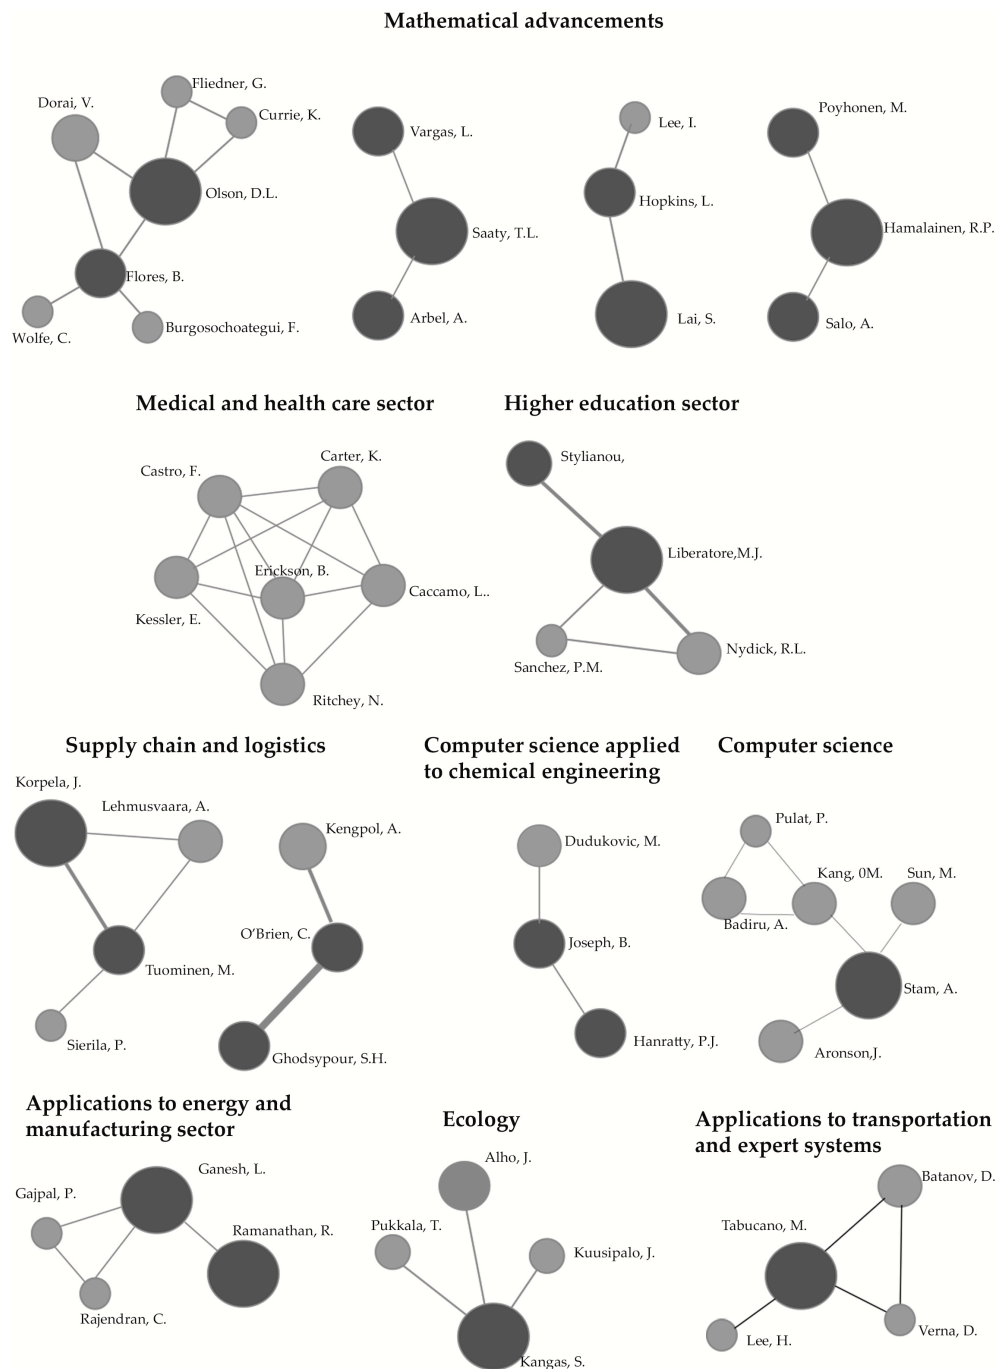 Mathematical advancements
Fliedner, G.
Dorai, V.
Currie, K.
Olson, D.L.
Flores, B.
Wolfe, C.
Burgosochoategui, F.
Vargas, L.
Saaty, T.L.
Arbel, A.
Lee, I.
Hopkins, L.
Lai, S.
Poyhonen, M.
Hamalainen, R.P.
Salo, A.
Medical and health care sector
Castro, F.
Carter, K.
Erickson, B.
Caccamo, L..
Kessler, E.
Ritchey, N.
Higher education sector
Stylianou,
Liberatore,M.J.
Sanchez, P.M.
Nydick, R.L.
Supply chain and logistics
Korpela, J.
Lehmusvaara, A.
Kengpol, A.
O'Brien, C.
Tuominen, M.
Sierila, P.
Ghodsypour, S.H.
Computer science applied
to chemical engineering
Dudukovic, M.
Joseph, B.
Hanratty, P.J.
Computer science
Pulat, P.
Kang, 0M.
Sun, M.
Badiru, A.
Stam, A.
Aronson,J.
Applications to energy and
manufacturing sector
Ganesh, L.
Gajpal, P.
Ramanathan, R.
Rajendran, C.
Ecology
Alho, J.
Pukkala, T.
Kuusipalo, J.
Kangas, S.
Applications to transportation
and expert systems
Batanov, D.
Tabucano, M.
Lee, H.
Verna, D.